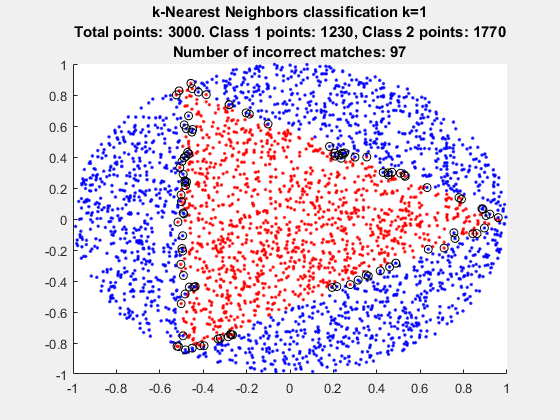 k-Nearest Neighbors classification k=1
Total points: 3000. Class 1 points: 1230, Class 2 points: 1770
Number of incorrect matches: 97
1
0.8
0.6
0.4
0.2
0
-0.2
-0.4
-0.6
-0.8
-1
-1 -0.8 -0.6 -0.4 -0.2 0 0.2 0.4 0.6 0.8 1